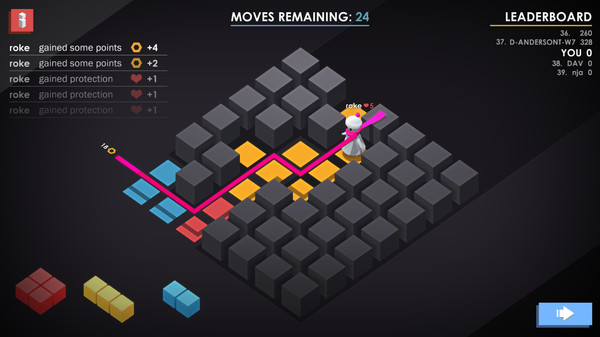 MOVES REMAINING: 24
LEADERBOARD
36. 260
37. D-ANDERSONT-W7 328
YOU 0
38. DAV 0
39. nja 0
roke gained some points +4
roke gained some points +2
roke gained protection +1
roke gained protection +1
roke gained protection +1
roke 5
18